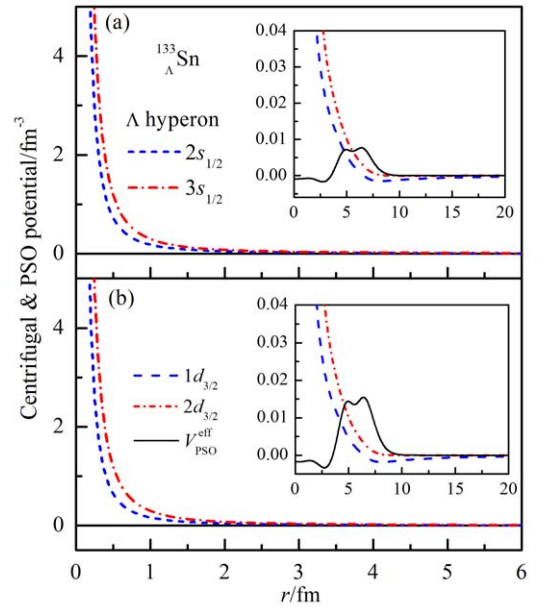 Centrifugal & PSO potential/fm⁻³
(a)
¹³³ΛSn
Λ hyperon
2s1/2
3s1/2
4
2
0
0.04
0.03
0.02
0.01
0.00
0 5 10 15 20
(b)
1d3/2
2d3/2
V eff PSO
4
2
0
0.04
0.03
0.02
0.01
0.00
0 5 10 15 20
0 1 2 3 4 5 6
r/fm